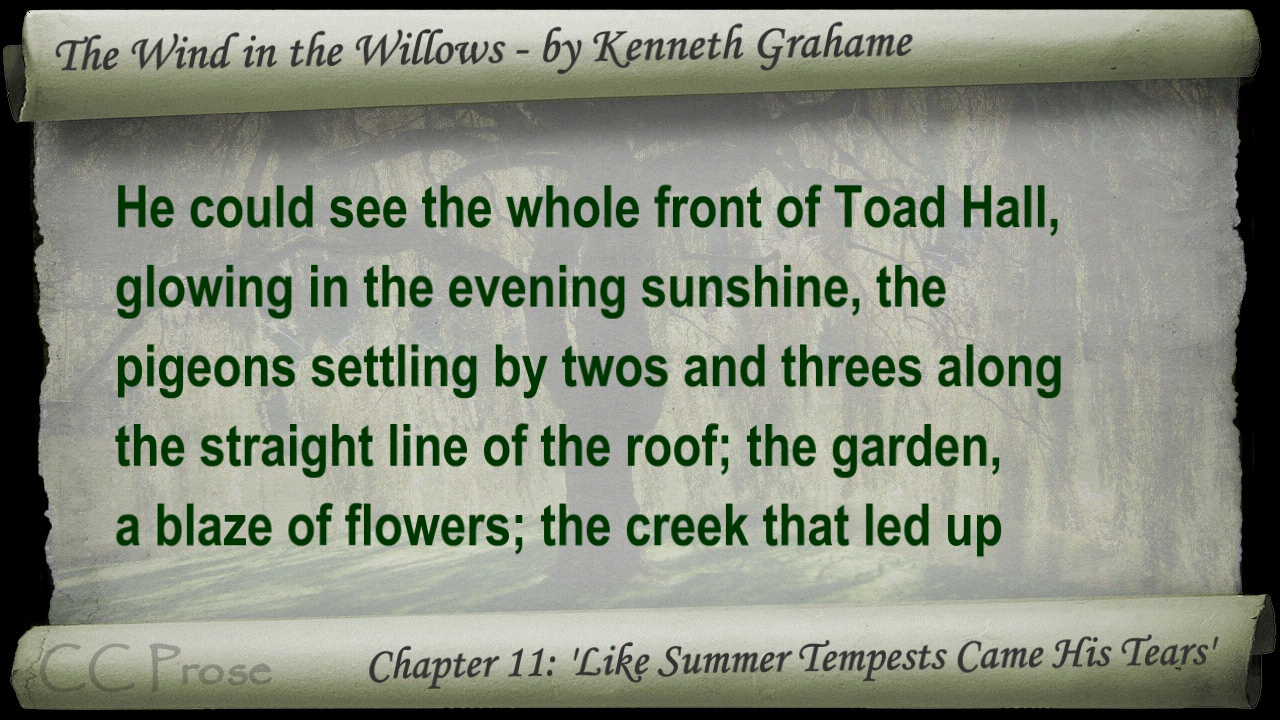 The Wind in the Willows - by Kenneth Grahame
He could see the whole front of Toad Hall,
glowing in the evening sunshine, the
pigeons settling by twos and threes along
the straight line of the roof; the garden,
a blaze of flowers; the creek that led up
CC Prose
Chapter 11: 'Like Summer Tempests Came His Tears'